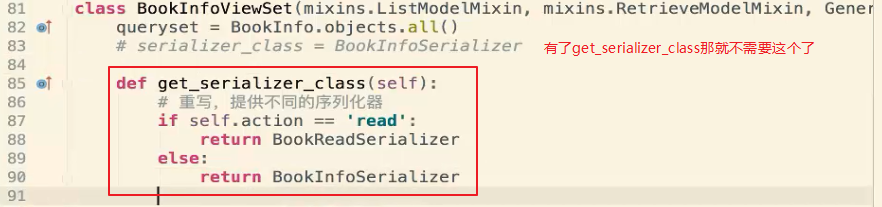 81 class BookInfoViewSet(mixins.ListModelMixin, mixins.RetrieveModelMixin, Gener
82 queryset = BookInfo.objects.all()
83 # serializer_class = BookInfoSerializer 有了get_serializer_class那就不需要这个了
84
85 def get_serializer_class(self):
86 # 重写，提供不同的序列化器
87 if self.action == 'read':
88 return BookReadSerializer
89 else:
90 return BookInfoSerializer
91